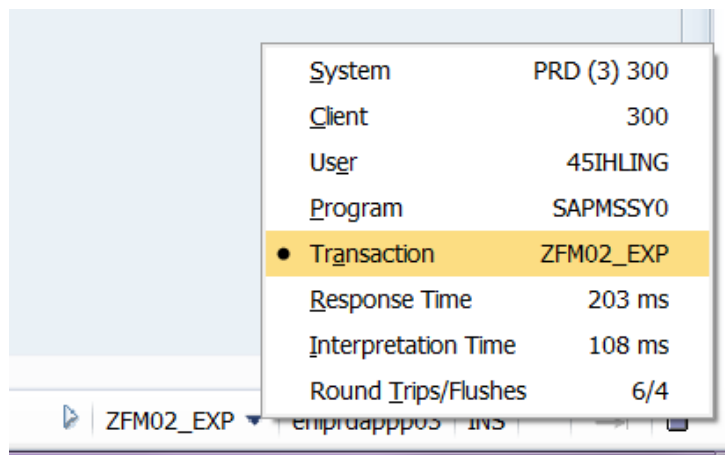 System PRD (3) 300
Client 300
User 45IHLING
Program SAPMSSY0
Transaction ZFM02_EXP
Response Time 203 ms
Interpretation Time 108 ms
Round Trips/Flushes 6/4
ZFM02_EXP INS